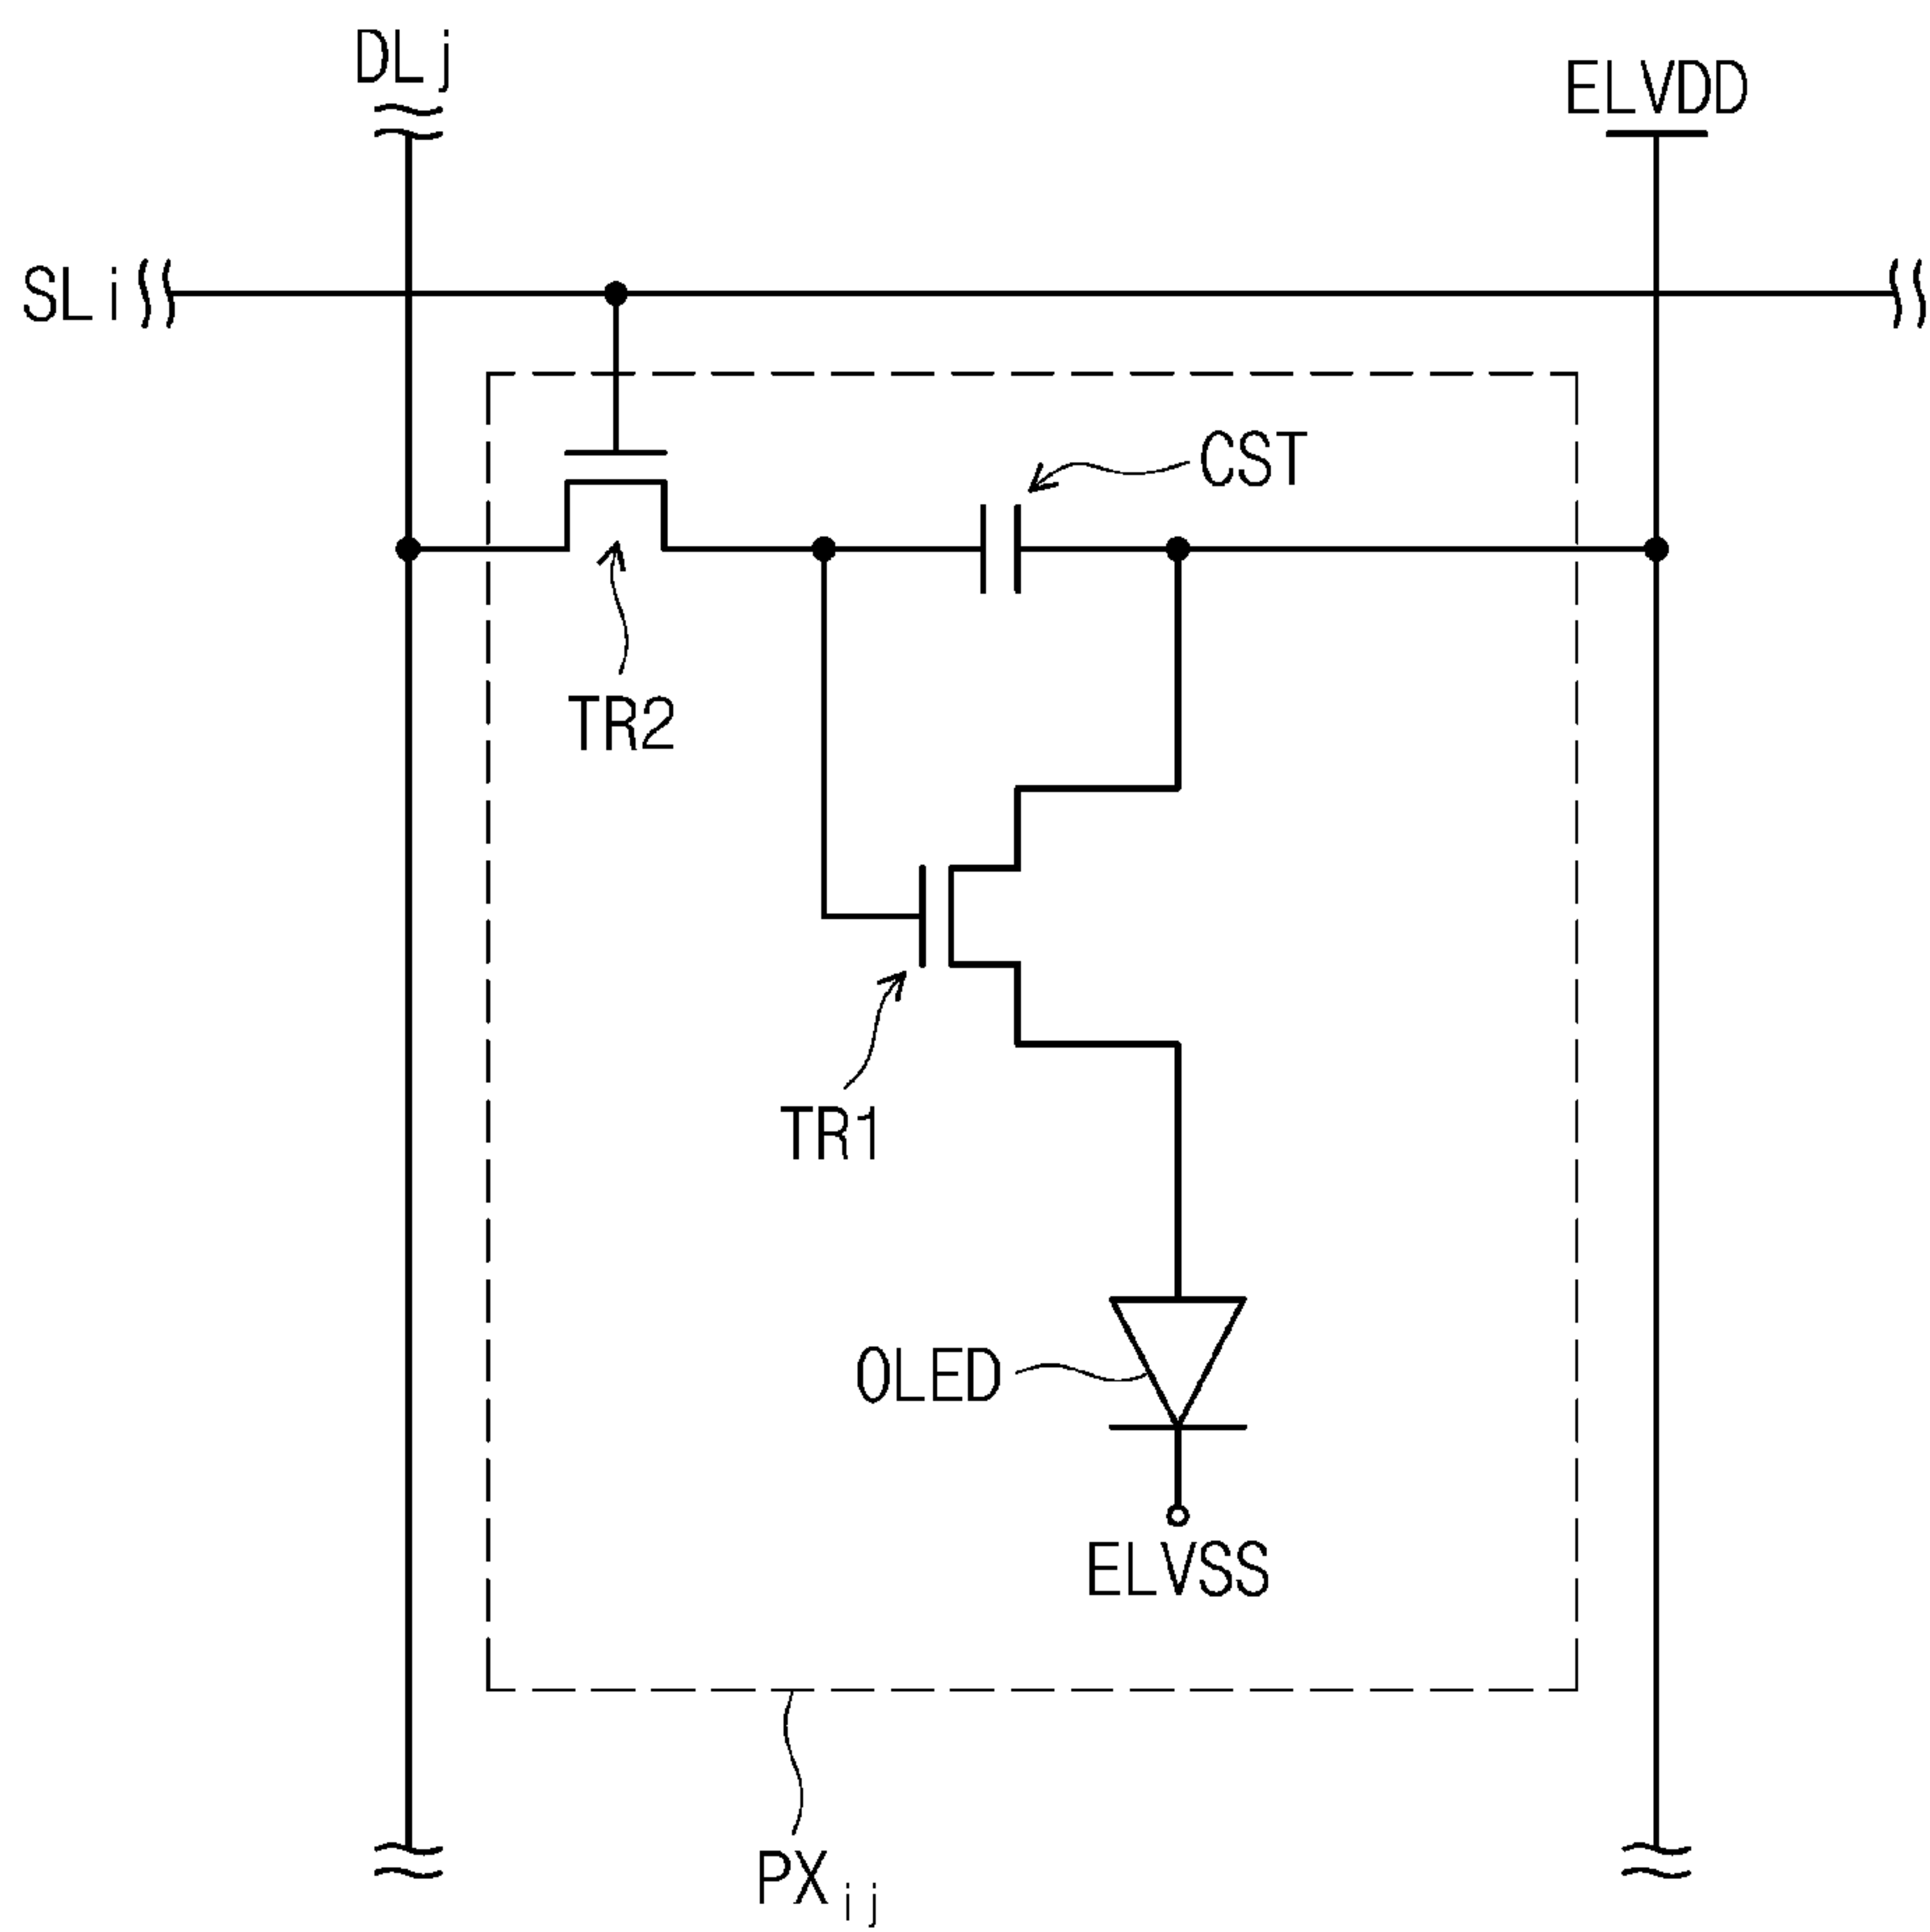 DLj
ELVDD
SLi
CST
TR2
TR1
OLED
ELVSS
PXij